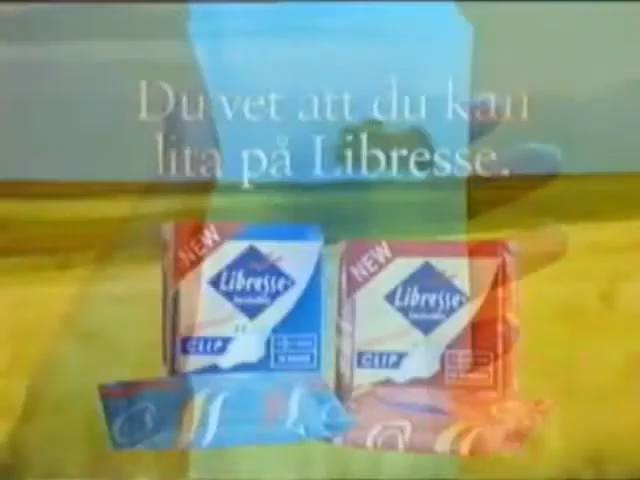 Du vet att du kan
lita på Libresse.
NEW
Libresse
CLIP
NEW
Libresse
CLIP